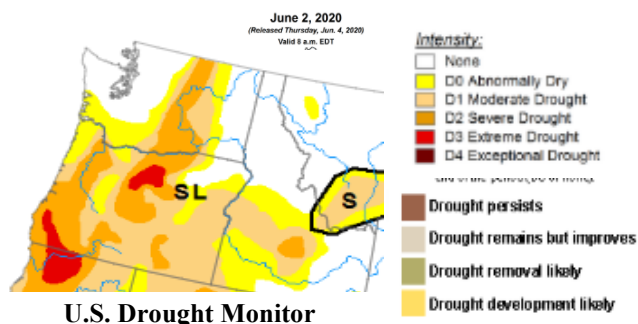 June 2, 2020
(Released Thursday, Jun. 4, 2020)
Valid 8 a.m. EDT
Intensity:
None
D0 Abnormally Dry
D1 Moderate Drought
D2 Severe Drought
D3 Extreme Drought
D4 Exceptional Drought
SL
S
Drought persists
Drought remains but improves
Drought removal likely
Drought development likely
U.S. Drought Monitor